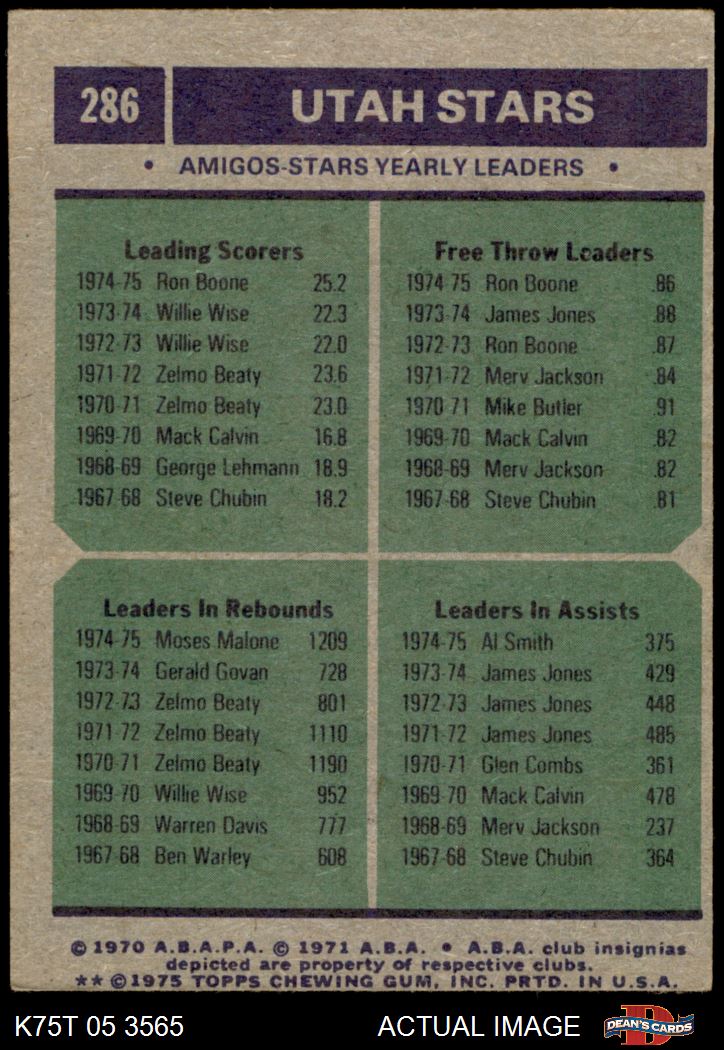 286 UTAH STARS
• AMIGOS-STARS YEARLY LEADERS •
Leading Scorers
1974-75 Ron Boone 25.2
1973-74 Willie Wise 22.3
1972-73 Willie Wise 22.0
1971-72 Zelmo Beaty 23.6
1970-71 Zelmo Beaty 23.0
1969-70 Mack Calvin 16.8
1968-69 George Lehmann 18.9
1967-68 Steve Chubin 18.2
Free Throw Leaders
1974-75 Ron Boone .86
1973-74 James Jones .88
1972-73 Ron Boone .87
1971-72 Merv Jackson .84
1970-71 Mike Butler .91
1969-70 Mack Calvin .82
1968-69 Merv Jackson .82
1967-68 Steve Chubin .81
Leaders In Rebounds
1974-75 Moses Malone 1209
1973-74 Gerald Govan 728
1972-73 Zelmo Beaty 801
1971-72 Zelmo Beaty 1110
1970-71 Zelmo Beaty 1190
1969-70 Willie Wise 952
1968-69 Warren Davis 777
1967-68 Ben Warley 608
Leaders In Assists
1974-75 Al Smith 375
1973-74 James Jones 429
1972-73 James Jones 448
1971-72 James Jones 485
1970-71 Glen Combs 361
1969-70 Mack Calvin 478
1968-69 Merv Jackson 237
1967-68 Steve Chubin 364
© 1970 A.B.A.P.A. © 1971 A.B.A. • A.B.A. club insignias
depicted are property of respective clubs.
** © 1975 TOPPS CHEWING GUM, INC. PRTD. IN U.S.A.
K75T 05 3565 ACTUAL IMAGE DEAN'S CARDS